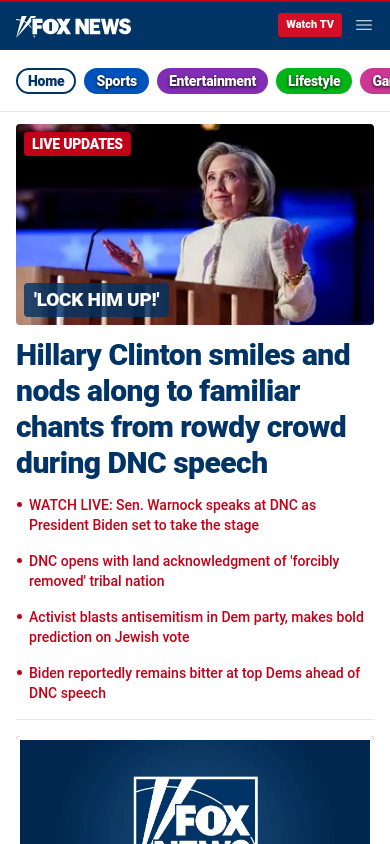 FOX NEWS
Watch TV
Home
Sports
Entertainment
Lifestyle
Ga
LIVE UPDATES
'LOCK HIM UP!'
Hillary Clinton smiles and
nods along to familiar
chants from rowdy crowd
during DNC speech
• WATCH LIVE: Sen. Warnock speaks at DNC as
President Biden set to take the stage
• DNC opens with land acknowledgment of 'forcibly
removed' tribal nation
• Activist blasts antisemitism in Dem party, makes bold
prediction on Jewish vote
• Biden reportedly remains bitter at top Dems ahead of
DNC speech
FOX
NEWS